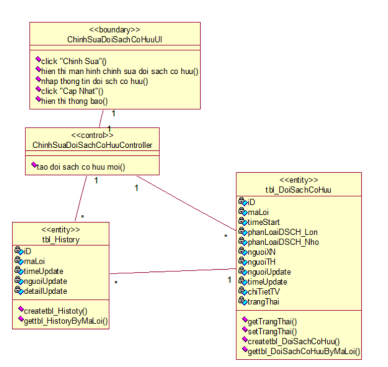 <<boundary>>
ChinhSuaDoiSachCoHuuUI
click "Chinh Sua"()
hien thi man hinh chinh sua doi sach co huu()
nhap thong tin doi sch co huu()
click "Cap Nhat"()
hien thi thong bao()
1
1
<<control>>
ChinhSuaDoiSachCoHuuController
tao doi sach co huu moi()
1
1
*
*
<<entity>>
tbl_History
iD
maLoi
timeUpdate
nguoiUpdate
detailUpdate
createtbl_Histoty()
gettbl_HistoryByMaLoi()
*
1
<<entity>>
tbl_DoiSachCoHuu
iD
maLoi
timeStart
phanLoaiDSCH_Lon
phanLoaiDSCH_Nho
nguoiXN
nguoiTH
nguoiUpdate
timeUpdate
chiTietTV
trangThai
getTrangThai()
setTrangThai()
createtbl_DoiSachCoHuu()
gettbl_DoiSachCoHuuByMaLoi()